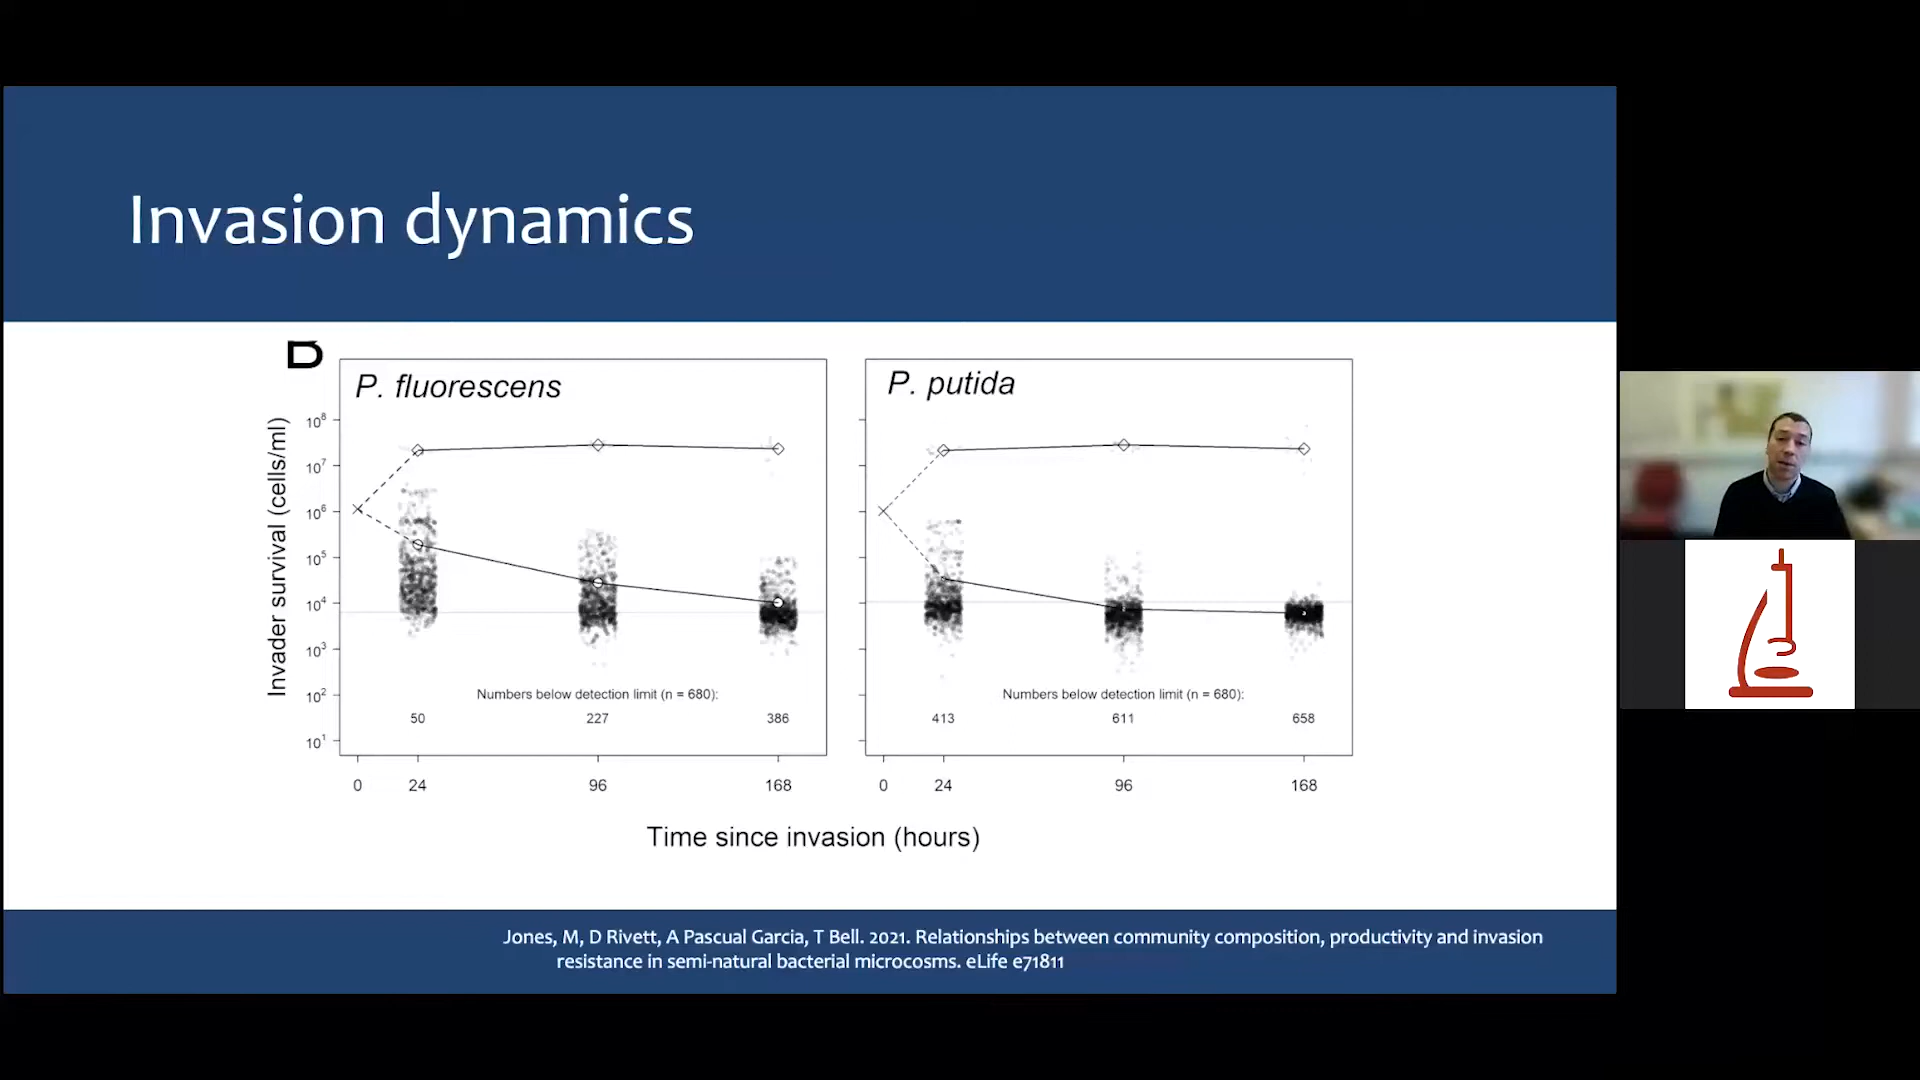 Invasion dynamics
P. fluorescens
P. putida
Invader survival (cells/ml)
10⁸
10⁷
10⁶
10⁵
10⁴
10³
10²
10¹
Numbers below detection limit (n = 680):
50 227 386
Numbers below detection limit (n = 680):
413 611 658
0 24 96 168
0 24 96 168
Time since invasion (hours)
Jones, M, D Rivett, A Pascual Garcia, T Bell. 2021. Relationships between community composition, productivity and invasion
resistance in semi-natural bacterial microcosms. eLife e71811